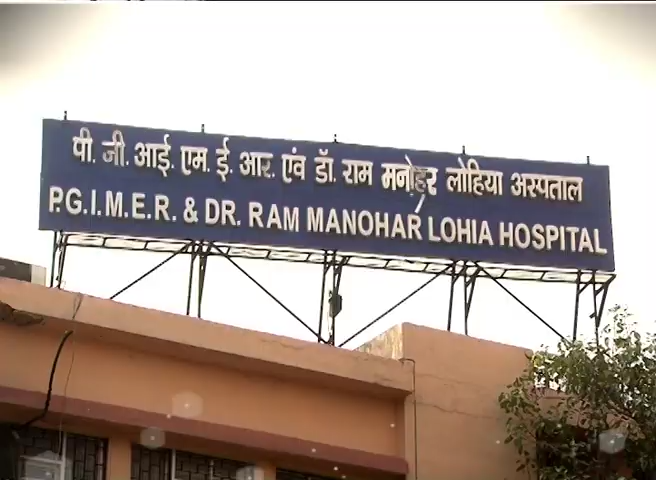 पी. जी. आई. एम. ई आर. एवं डॉ. राम मनोहर लोहिया अस्पताल
P.G.I.M.E.R. & DR. RAM MANOHAR LOHIA HOSPITAL